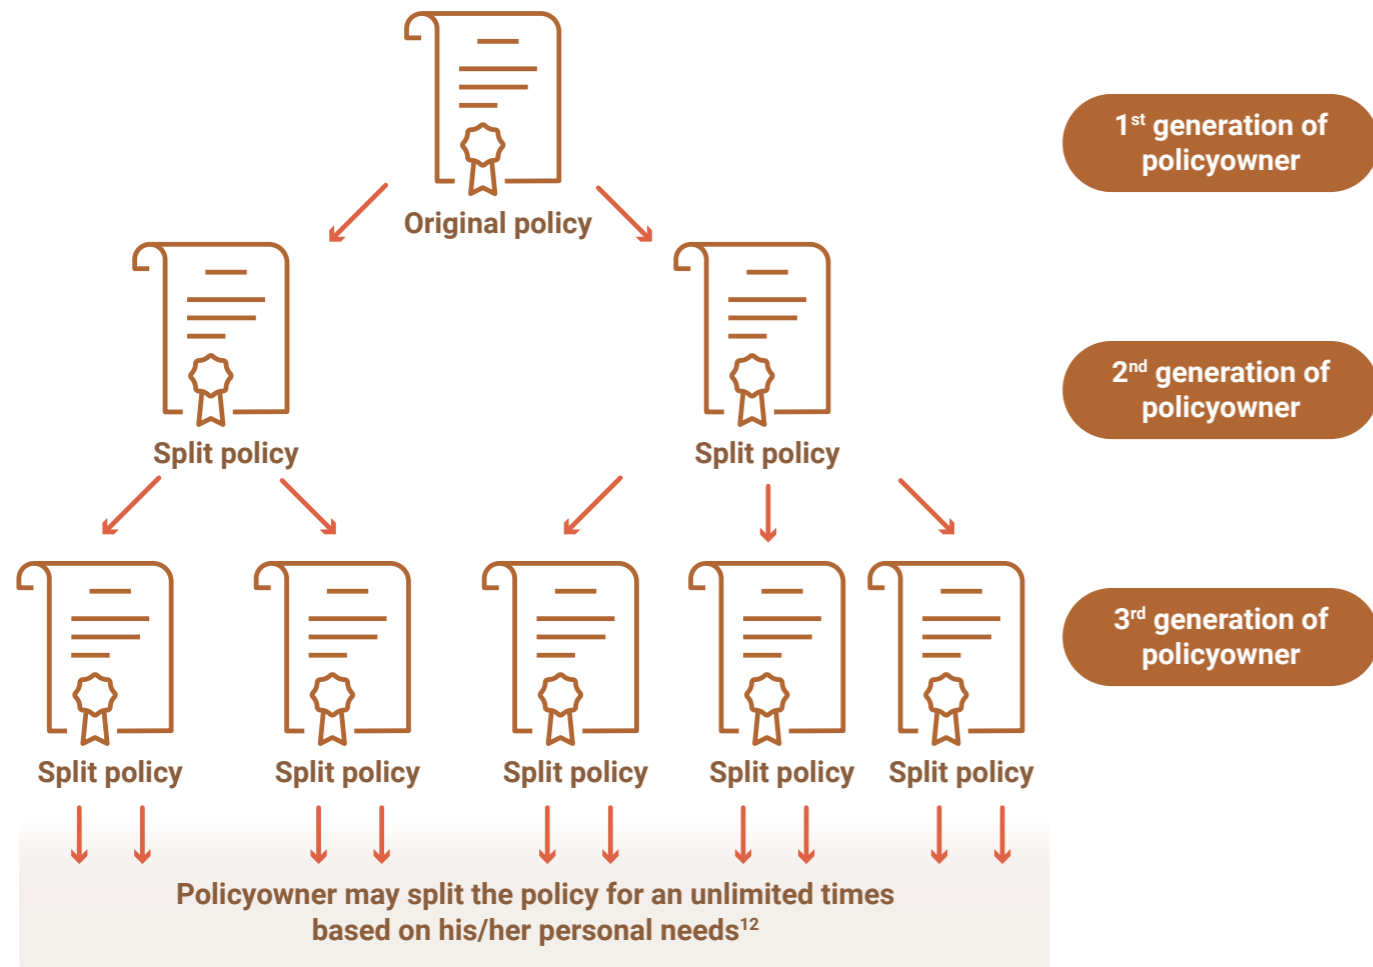 1st generation of
policyowner
Original policy
2nd generation of
policyowner
Split policy
Split policy
3rd generation of
policyowner
Split policy
Split policy
Split policy
Split policy
Split policy
Policyowner may split the policy for an unlimited times
based on his/her personal needs12